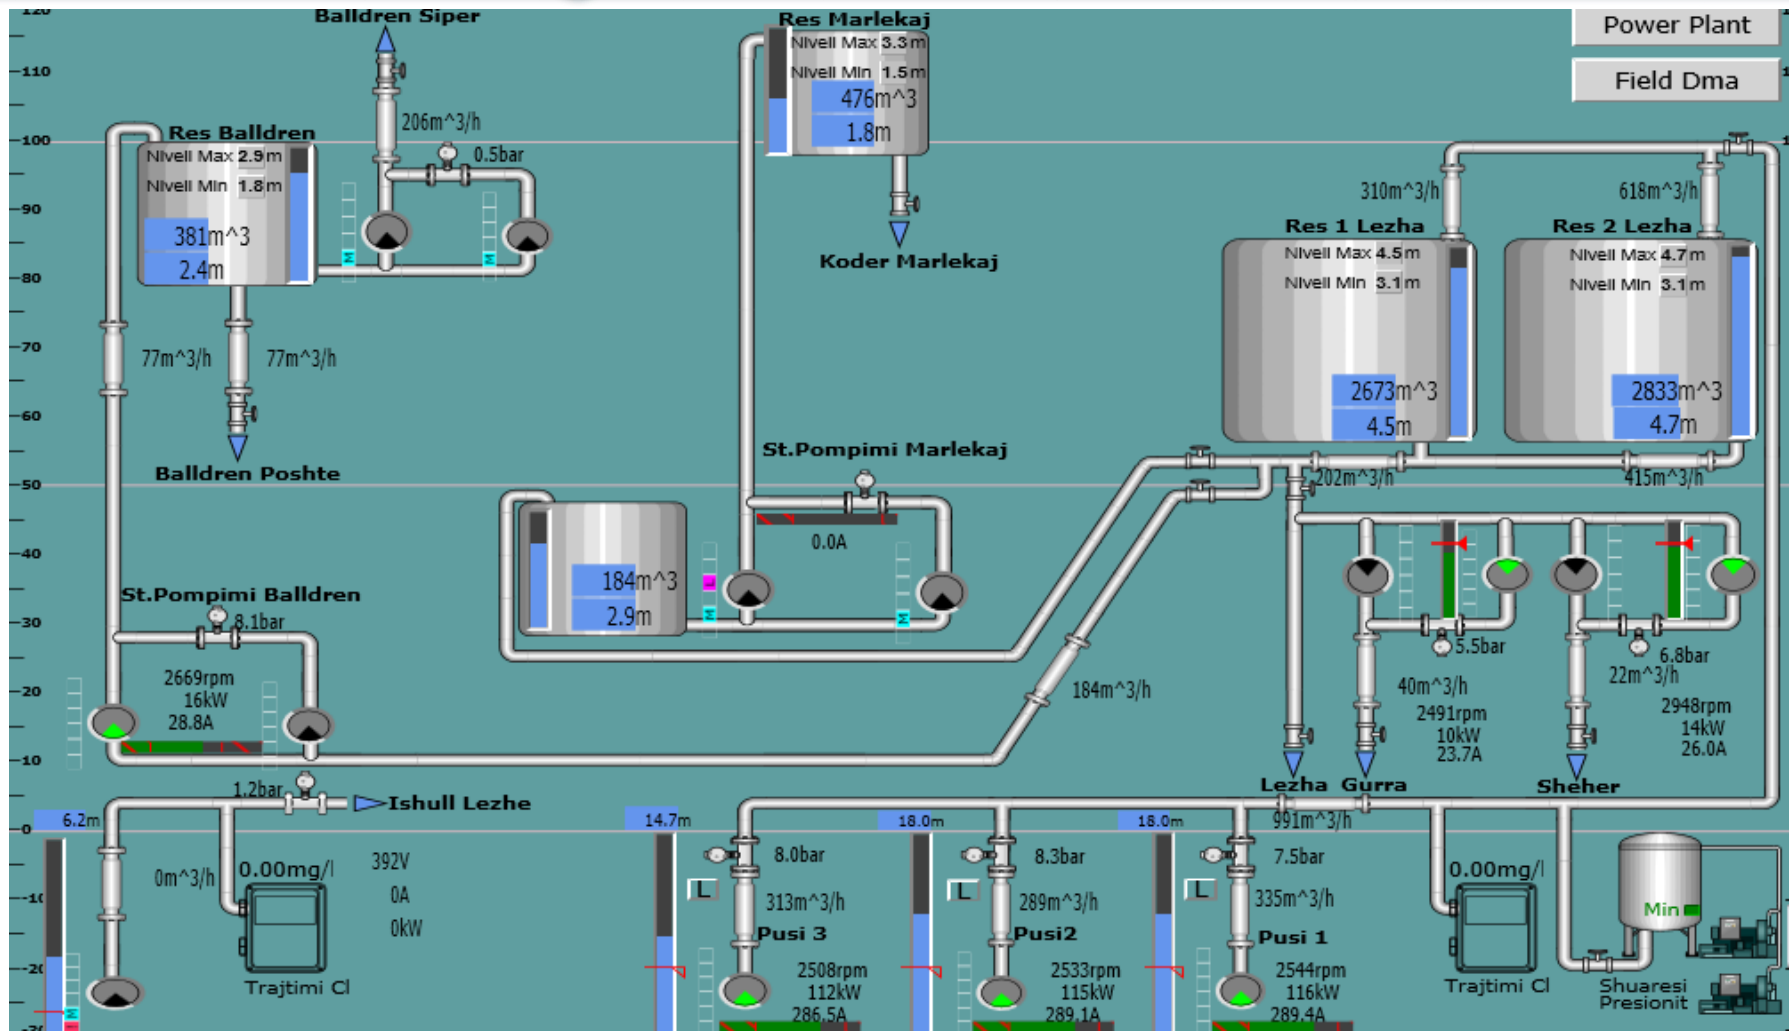 120
Balldren Siper
Res Marlekaj
Power Plant
Nivell Max 3.3 m
110
Nivell Min 1.5 m
Field Dma
476m^3
206m^3/h
1.8m
Res Balldren
100
0.5bar
Nivell Max 2.9 m
Nivell Min 1.8 m
310m^3/h
618m^3/h
90
Res 1 Lezha
Res 2 Lezha
381m^3
M
M
Nivell Max 4.5 m
Nivell Max 4.7 m
2.4m
Koder Marlekaj
80
Nivell Min 3.1 m
Nivell Min 3.1 m
70
77m^3/h
77m^3/h
2673m^3
2833m^3
60
4.5m
4.7m
St.Pompimi Marlekaj
Balldren Poshte
202m^3/h
415m^3/h
50
0.0A
40
184m^3
L
St.Pompimi Balldren
2.9m
M
M
30
8.1bar
5.5bar
6.8bar
22m^3/h
2669rpm
40m^3/h
184m^3/h
20
16kW
2491rpm
2948rpm
28.8A
10kW
14kW
23.7A
26.0A
10
1.2bar
Lezha
Gurra
Sheher
Ishull Lezhe
6.2m
14.7m
18.0m
18.0m
991m^3/h
0
8.0bar
8.3bar
7.5bar
0m^3/h
0.00mg/l
392V
0.00mg/l
0A
L
L
L
-10
313m^3/h
289m^3/h
335m^3/h
0kW
Min
Pusi 3
Pusi2
Pusi 1
-20
2508rpm
2533rpm
2544rpm
Trajtimi Cl
112kW
115kW
116kW
Trajtimi Cl
Shuaresi
Presionit
M
286.5A
289.1A
289.4A